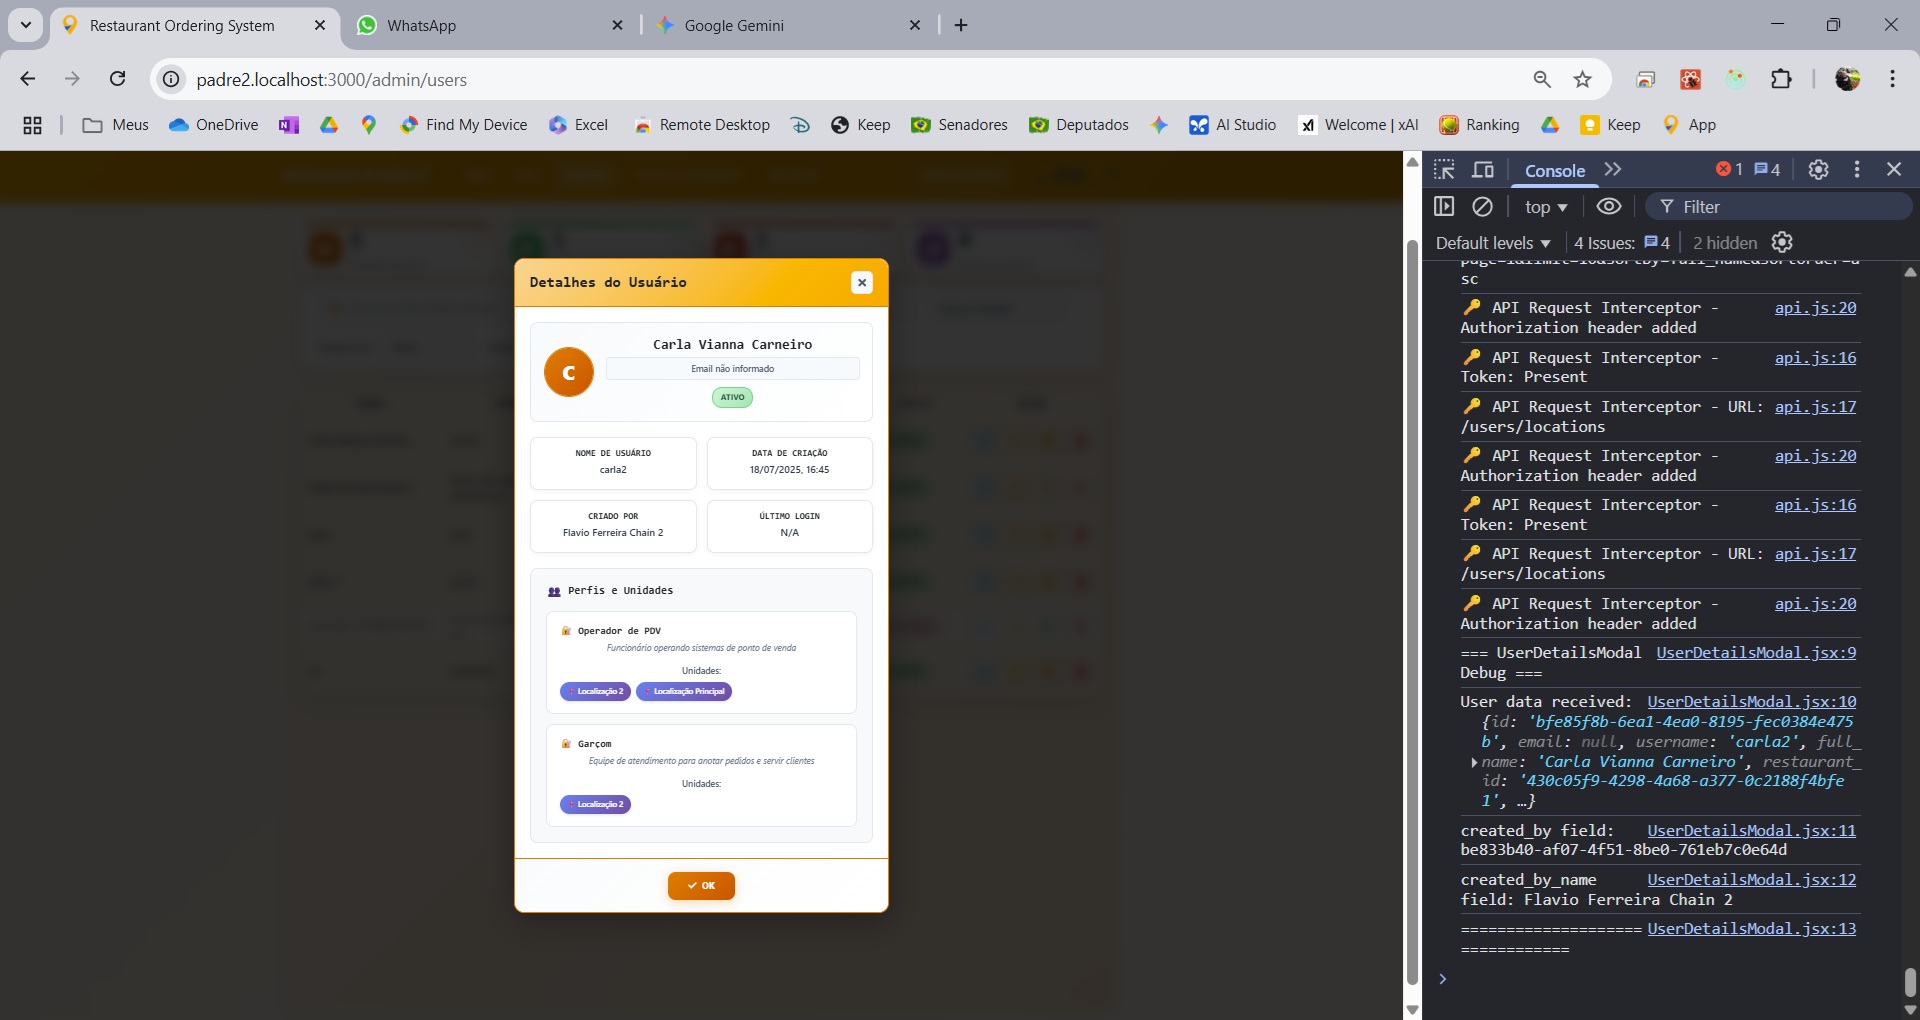 Restaurant Ordering System
WhatsApp
Google Gemini
padre2.localhost:3000/admin/users
Meus
OneDrive
Find My Device
Excel
Remote Desktop
Keep
Senadores
Deputados
AI Studio
Welcome | xAI
Ranking
Keep
App
Detalhes do Usuário
C
Carla Vianna Carneiro
Email não informado
ATIVO
NOME DE USUÁRIO
carla2
DATA DE CRIAÇÃO
18/07/2025, 16:45
CRIADO POR
Flavio Ferreira Chain 2
ÚLTIMO LOGIN
N/A
Perfis e Unidades
Operador de PDV
Funcionário operando sistemas de ponto de venda
Unidades:
Localização 2
Localização Principal
Garçom
Equipe de atendimento para anotar pedidos e servir clientes
Unidades:
Localização 2
OK
Console
1
4
top
Filter
Default levels
4 Issues:
4
2 hidden
sc
API Request Interceptor - api.js:20
Authorization header added
API Request Interceptor - api.js:16
Token: Present
API Request Interceptor - URL: api.js:17
/users/locations
API Request Interceptor - api.js:20
Authorization header added
API Request Interceptor - api.js:16
Token: Present
API Request Interceptor - URL: api.js:17
/users/locations
API Request Interceptor - api.js:20
Authorization header added
=== UserDetailsModal UserDetailsModal.jsx:9
Debug ===
User data received: UserDetailsModal.jsx:10
{id: 'bfe85f8b-6ea1-4ea0-8195-fec0384e475
b', email: null, username: 'carla2', full_
name: 'Carla Vianna Carneiro', restaurant_
id: '430c05f9-4298-4a68-a377-0c2188f4bfe
1', …}
created_by field: UserDetailsModal.jsx:11
be833b40-af07-4f51-8be0-761eb7c0e64d
created_by_name UserDetailsModal.jsx:12
field: Flavio Ferreira Chain 2
==================== UserDetailsModal.jsx:13
============